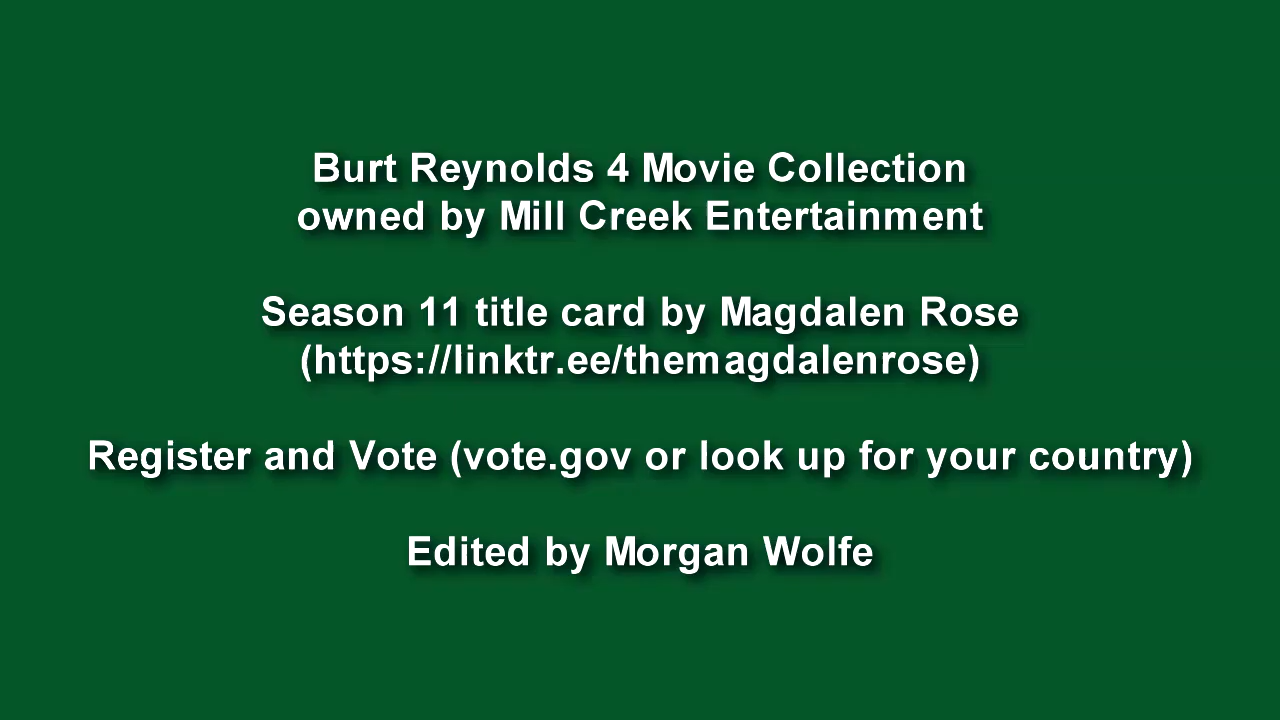 Burt Reynolds 4 Movie Collection
owned by Mill Creek Entertainment
Season 11 title card by Magdalen Rose
(https://linktr.ee/themagdalenrose)
Register and Vote (vote.gov or look up for your country)
Edited by Morgan Wolfe